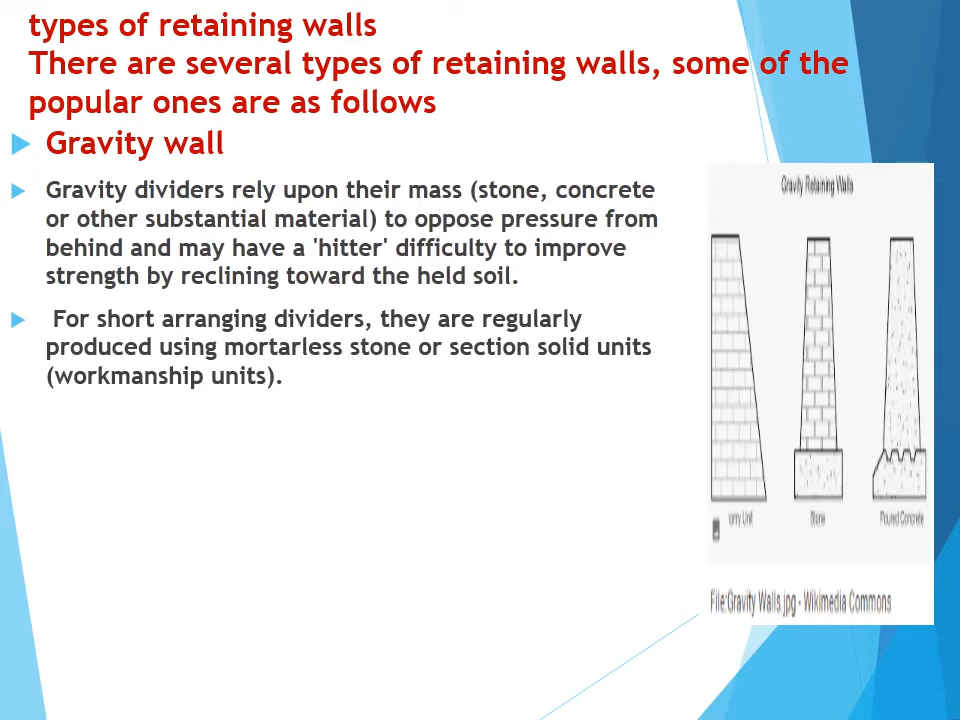 types of retaining walls
There are several types of retaining walls, some of the
popular ones are as follows
Gravity wall
Gravity dividers rely upon their mass (stone, concrete
or other substantial material) to oppose pressure from
behind and may have a 'hitter' difficulty to improve
strength by reclining toward the held soil.
For short arranging dividers, they are regularly
produced using mortarless stone or section solid units
(workmanship units).
Gravity Retaining Walls
Unit
Stone
Poured Concrete
File:Gravity Walls.jpg - Wikimedia Commons